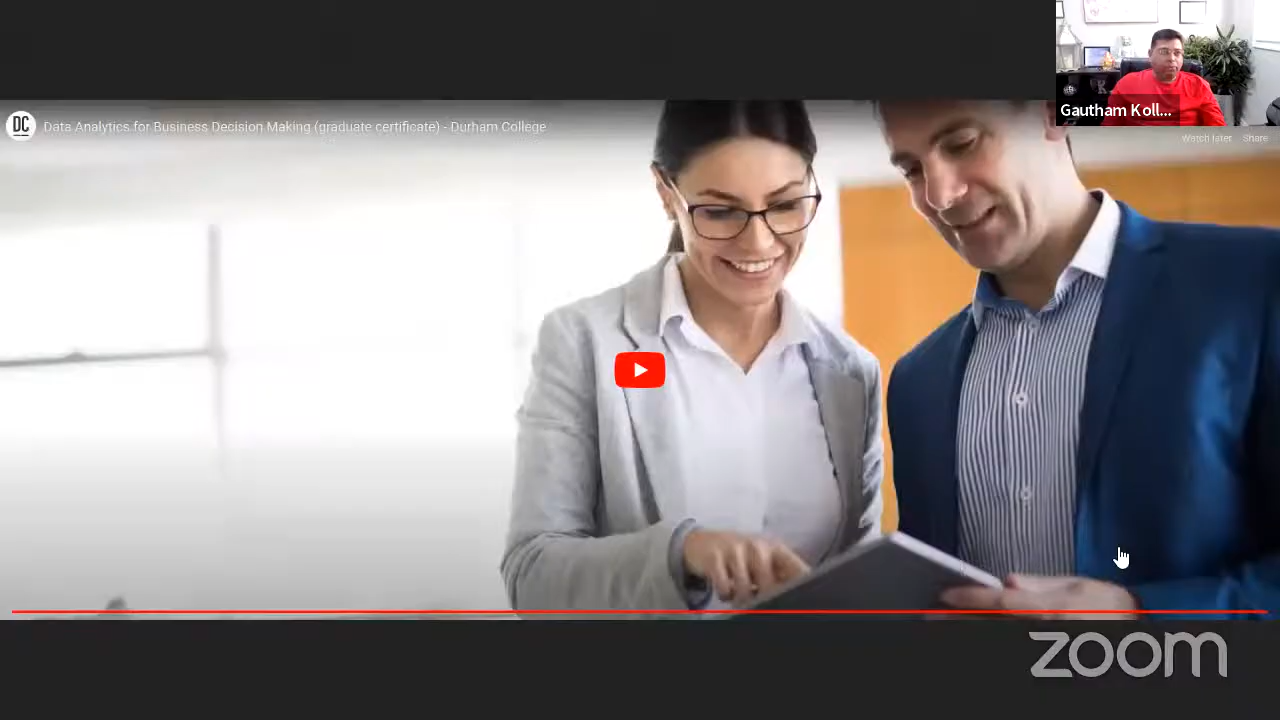 Gautham Koll...
DC
Data Analytics for Business Decision Making (graduate certificate) - Durham College
Watch later Share
zoom